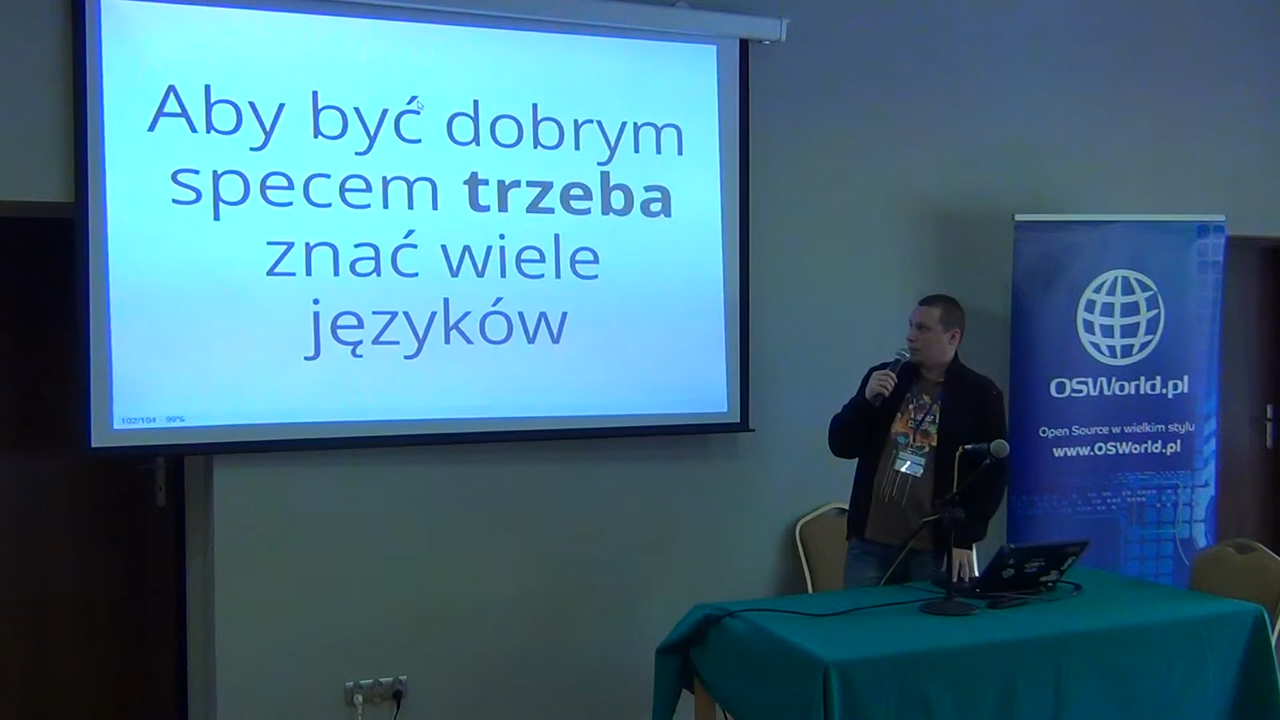 Aby być dobrym
specem trzeba
znać wiele
języków
102/104 - 99%
OSWorld.pl
Open Source w wielkim stylu
www.OSWorld.pl